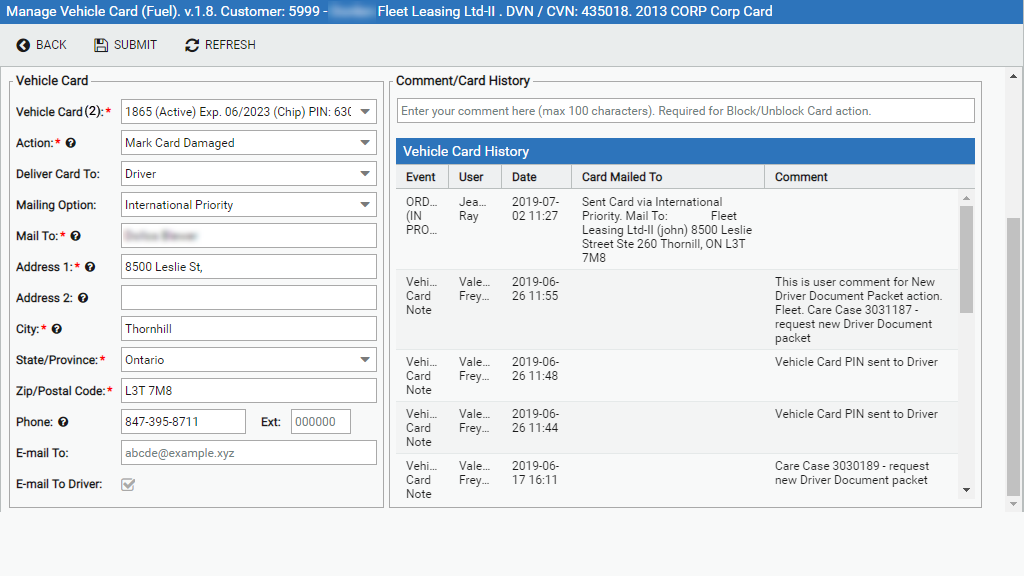 Manage Vehicle Card (Fuel). v.1.8. Customer: 5999 - Fleet Leasing Ltd-II . DVN / CVN: 435018. 2013 CORP Corp Card
BACK SUBMIT REFRESH
Vehicle Card
Vehicle Card(2):* 1865 (Active) Exp. 06/2023 (Chip) PIN: 630
Action:* Mark Card Damaged
Deliver Card To: Driver
Mailing Option: International Priority
Mail To:*
Address 1:* 8500 Leslie St,
Address 2:
City:* Thornhill
State/Province:* Ontario
Zip/Postal Code:* L3T 7M8
Phone: 847-395-8711 Ext: 000000
E-mail To: abcde@example.xyz
E-mail To Driver:
Comment/Card History
Enter your comment here (max 100 characters). Required for Block/Unblock Card action.
Vehicle Card History
Event User Date Card Mailed To Comment
ORD... Jea... 2019-07- Sent Card via International
(IN Ray 02 11:27 Priority. Mail To: Fleet
PRO... Leasing Ltd-II (john) 8500 Leslie
Street Ste 260 Thornill, ON L3T
7M8
Vehi... Vale... 2019-06- This is user comment for New
Card Frey... 26 11:55 Driver Document Packet action.
Note Fleet. Care Case 3031187 -
request new Driver Document
packet
Vehi... Vale... 2019-06- Vehicle Card PIN sent to Driver
Card Frey... 26 11:48
Note
Vehi... Vale... 2019-06- Vehicle Card PIN sent to Driver
Card Frey... 26 11:44
Note
Vehi... Vale... 2019-06- Care Case 3030189 - request
Card Frey... 17 16:11 new Driver Document packet
Note